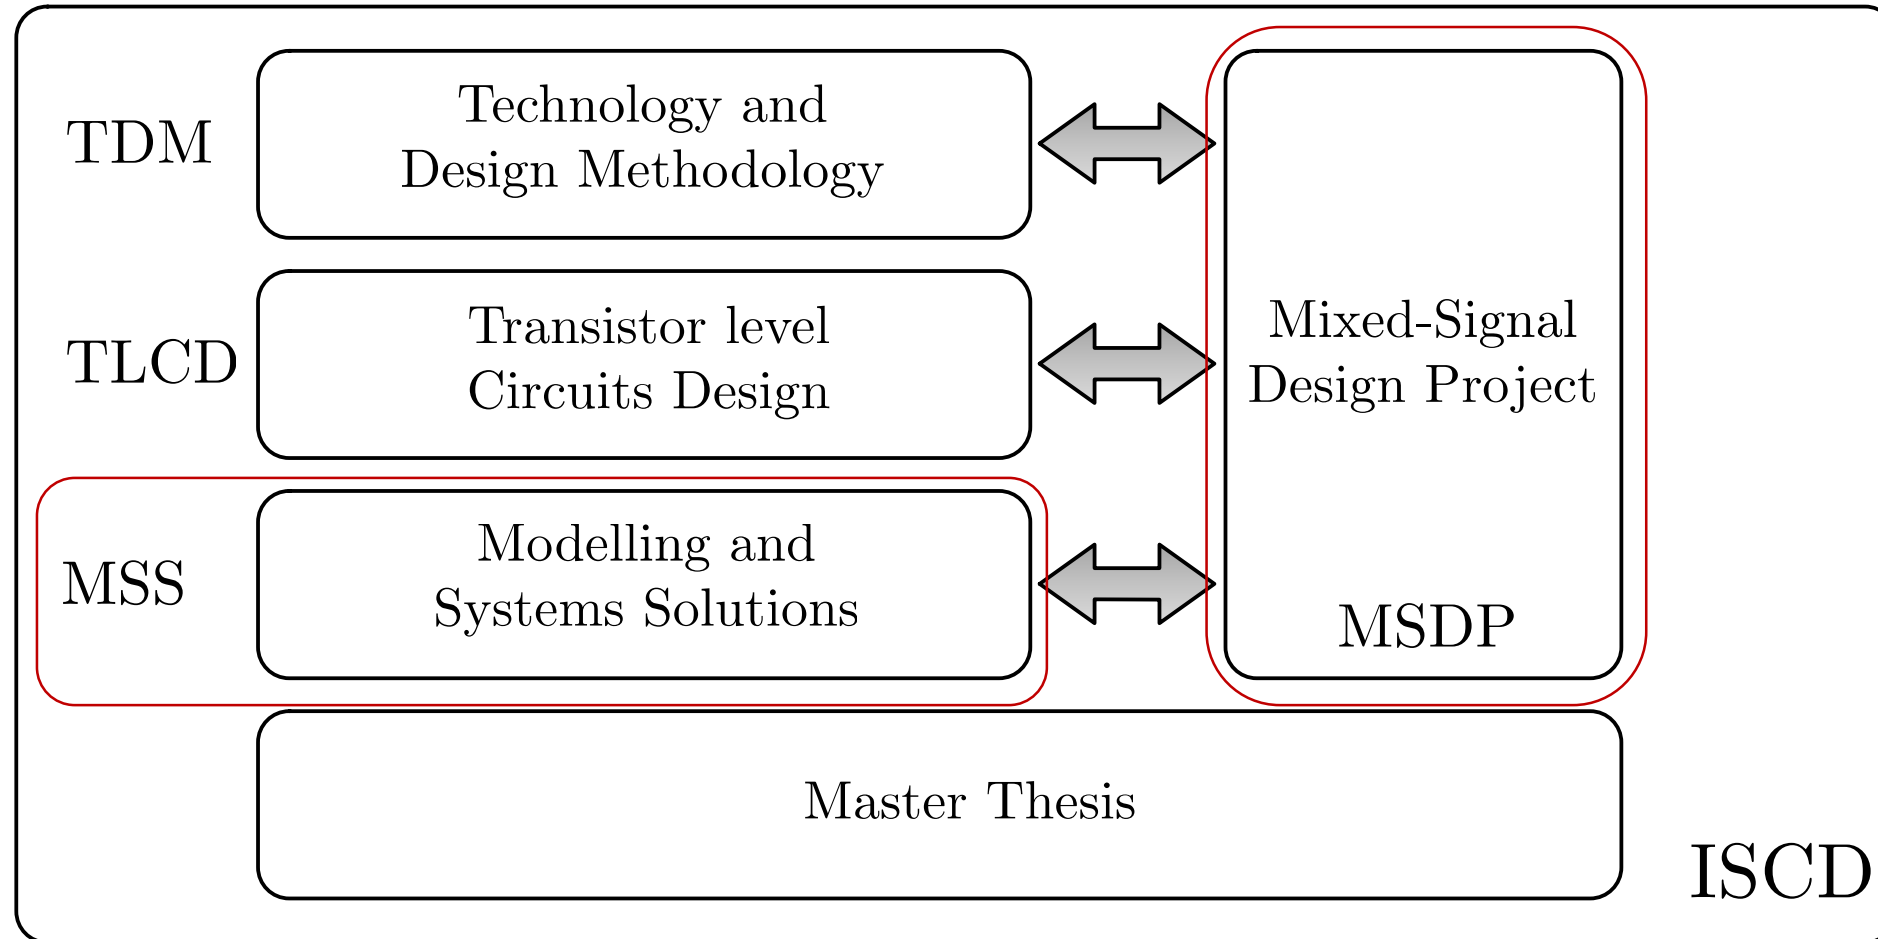 TDM
Technology and
Design Methodology
TLCD
Transistor level
Circuits Design
Mixed-Signal
Design Project
MSS
Modelling and
Systems Solutions
MSDP
Master Thesis
ISCD